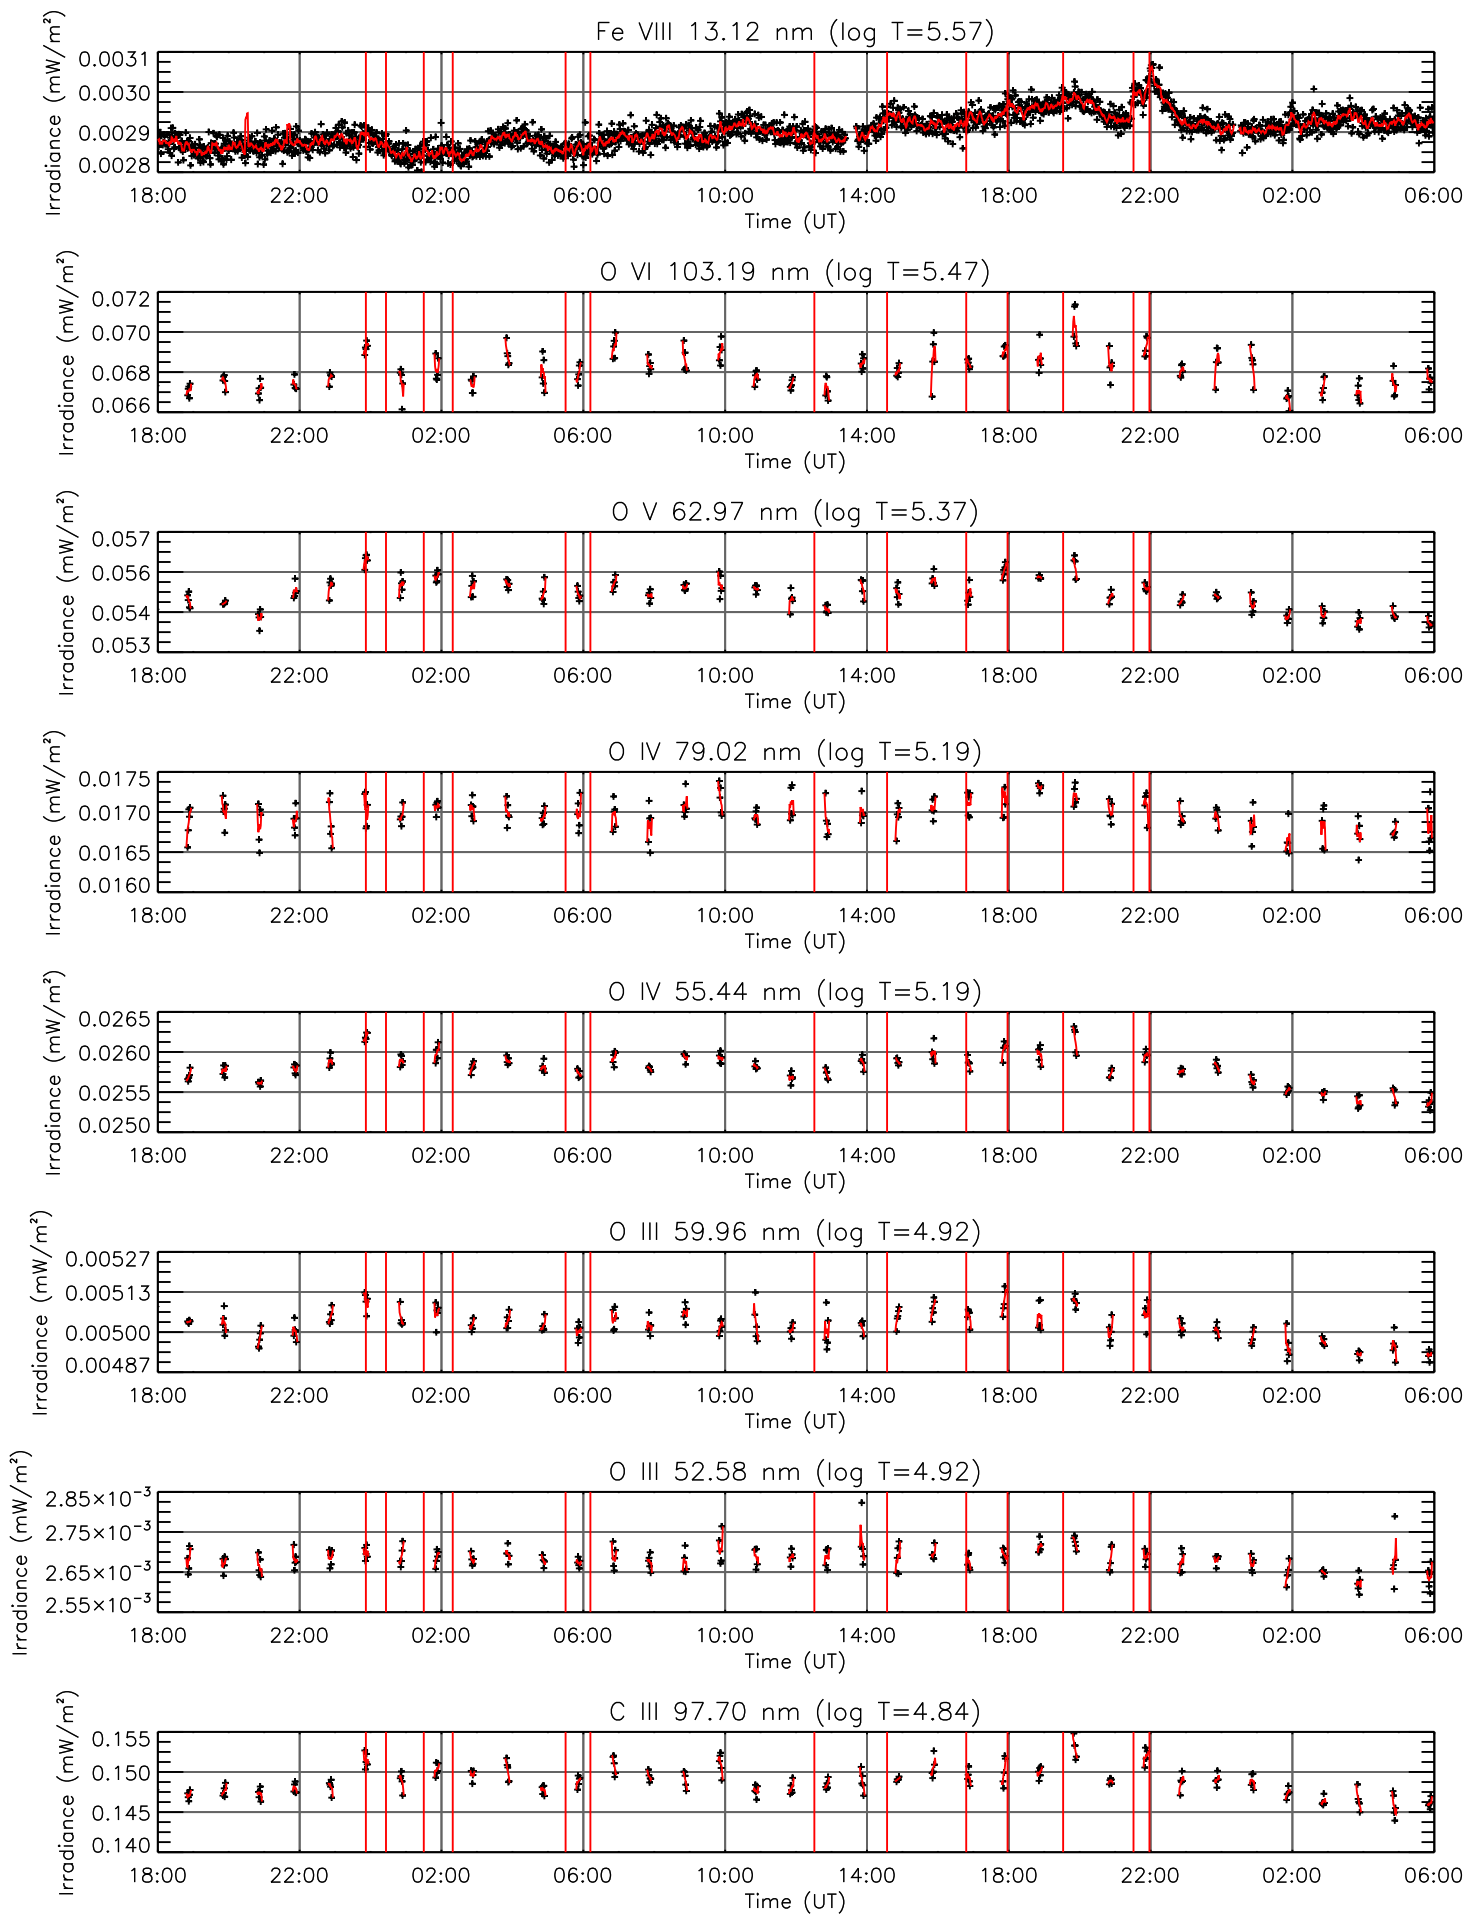 Fe VIII 13.12 nm (log T=5.57)
Irradiance (mW/m²)
0.0031
0.0030
0.0029
0.0028
18:00 22:00 02:00 06:00 10:00 14:00 18:00 22:00 02:00 06:00
Time (UT)
O VI 103.19 nm (log T=5.47)
Irradiance (mW/m²)
0.072
0.070
0.068
0.066
18:00 22:00 02:00 06:00 10:00 14:00 18:00 22:00 02:00 06:00
Time (UT)
O V 62.97 nm (log T=5.37)
Irradiance (mW/m²)
0.057
0.056
0.054
0.053
18:00 22:00 02:00 06:00 10:00 14:00 18:00 22:00 02:00 06:00
Time (UT)
O IV 79.02 nm (log T=5.19)
Irradiance (mW/m²)
0.0175
0.0170
0.0165
0.0160
18:00 22:00 02:00 06:00 10:00 14:00 18:00 22:00 02:00 06:00
Time (UT)
O IV 55.44 nm (log T=5.19)
Irradiance (mW/m²)
0.0265
0.0260
0.0255
0.0250
18:00 22:00 02:00 06:00 10:00 14:00 18:00 22:00 02:00 06:00
Time (UT)
O III 59.96 nm (log T=4.92)
Irradiance (mW/m²)
0.00527
0.00513
0.00500
0.00487
18:00 22:00 02:00 06:00 10:00 14:00 18:00 22:00 02:00 06:00
Time (UT)
O III 52.58 nm (log T=4.92)
Irradiance (mW/m²)
2.85×10⁻³
2.75×10⁻³
2.65×10⁻³
2.55×10⁻³
18:00 22:00 02:00 06:00 10:00 14:00 18:00 22:00 02:00 06:00
Time (UT)
C III 97.70 nm (log T=4.84)
Irradiance (mW/m²)
0.155
0.150
0.145
0.140
18:00 22:00 02:00 06:00 10:00 14:00 18:00 22:00 02:00 06:00
Time (UT)